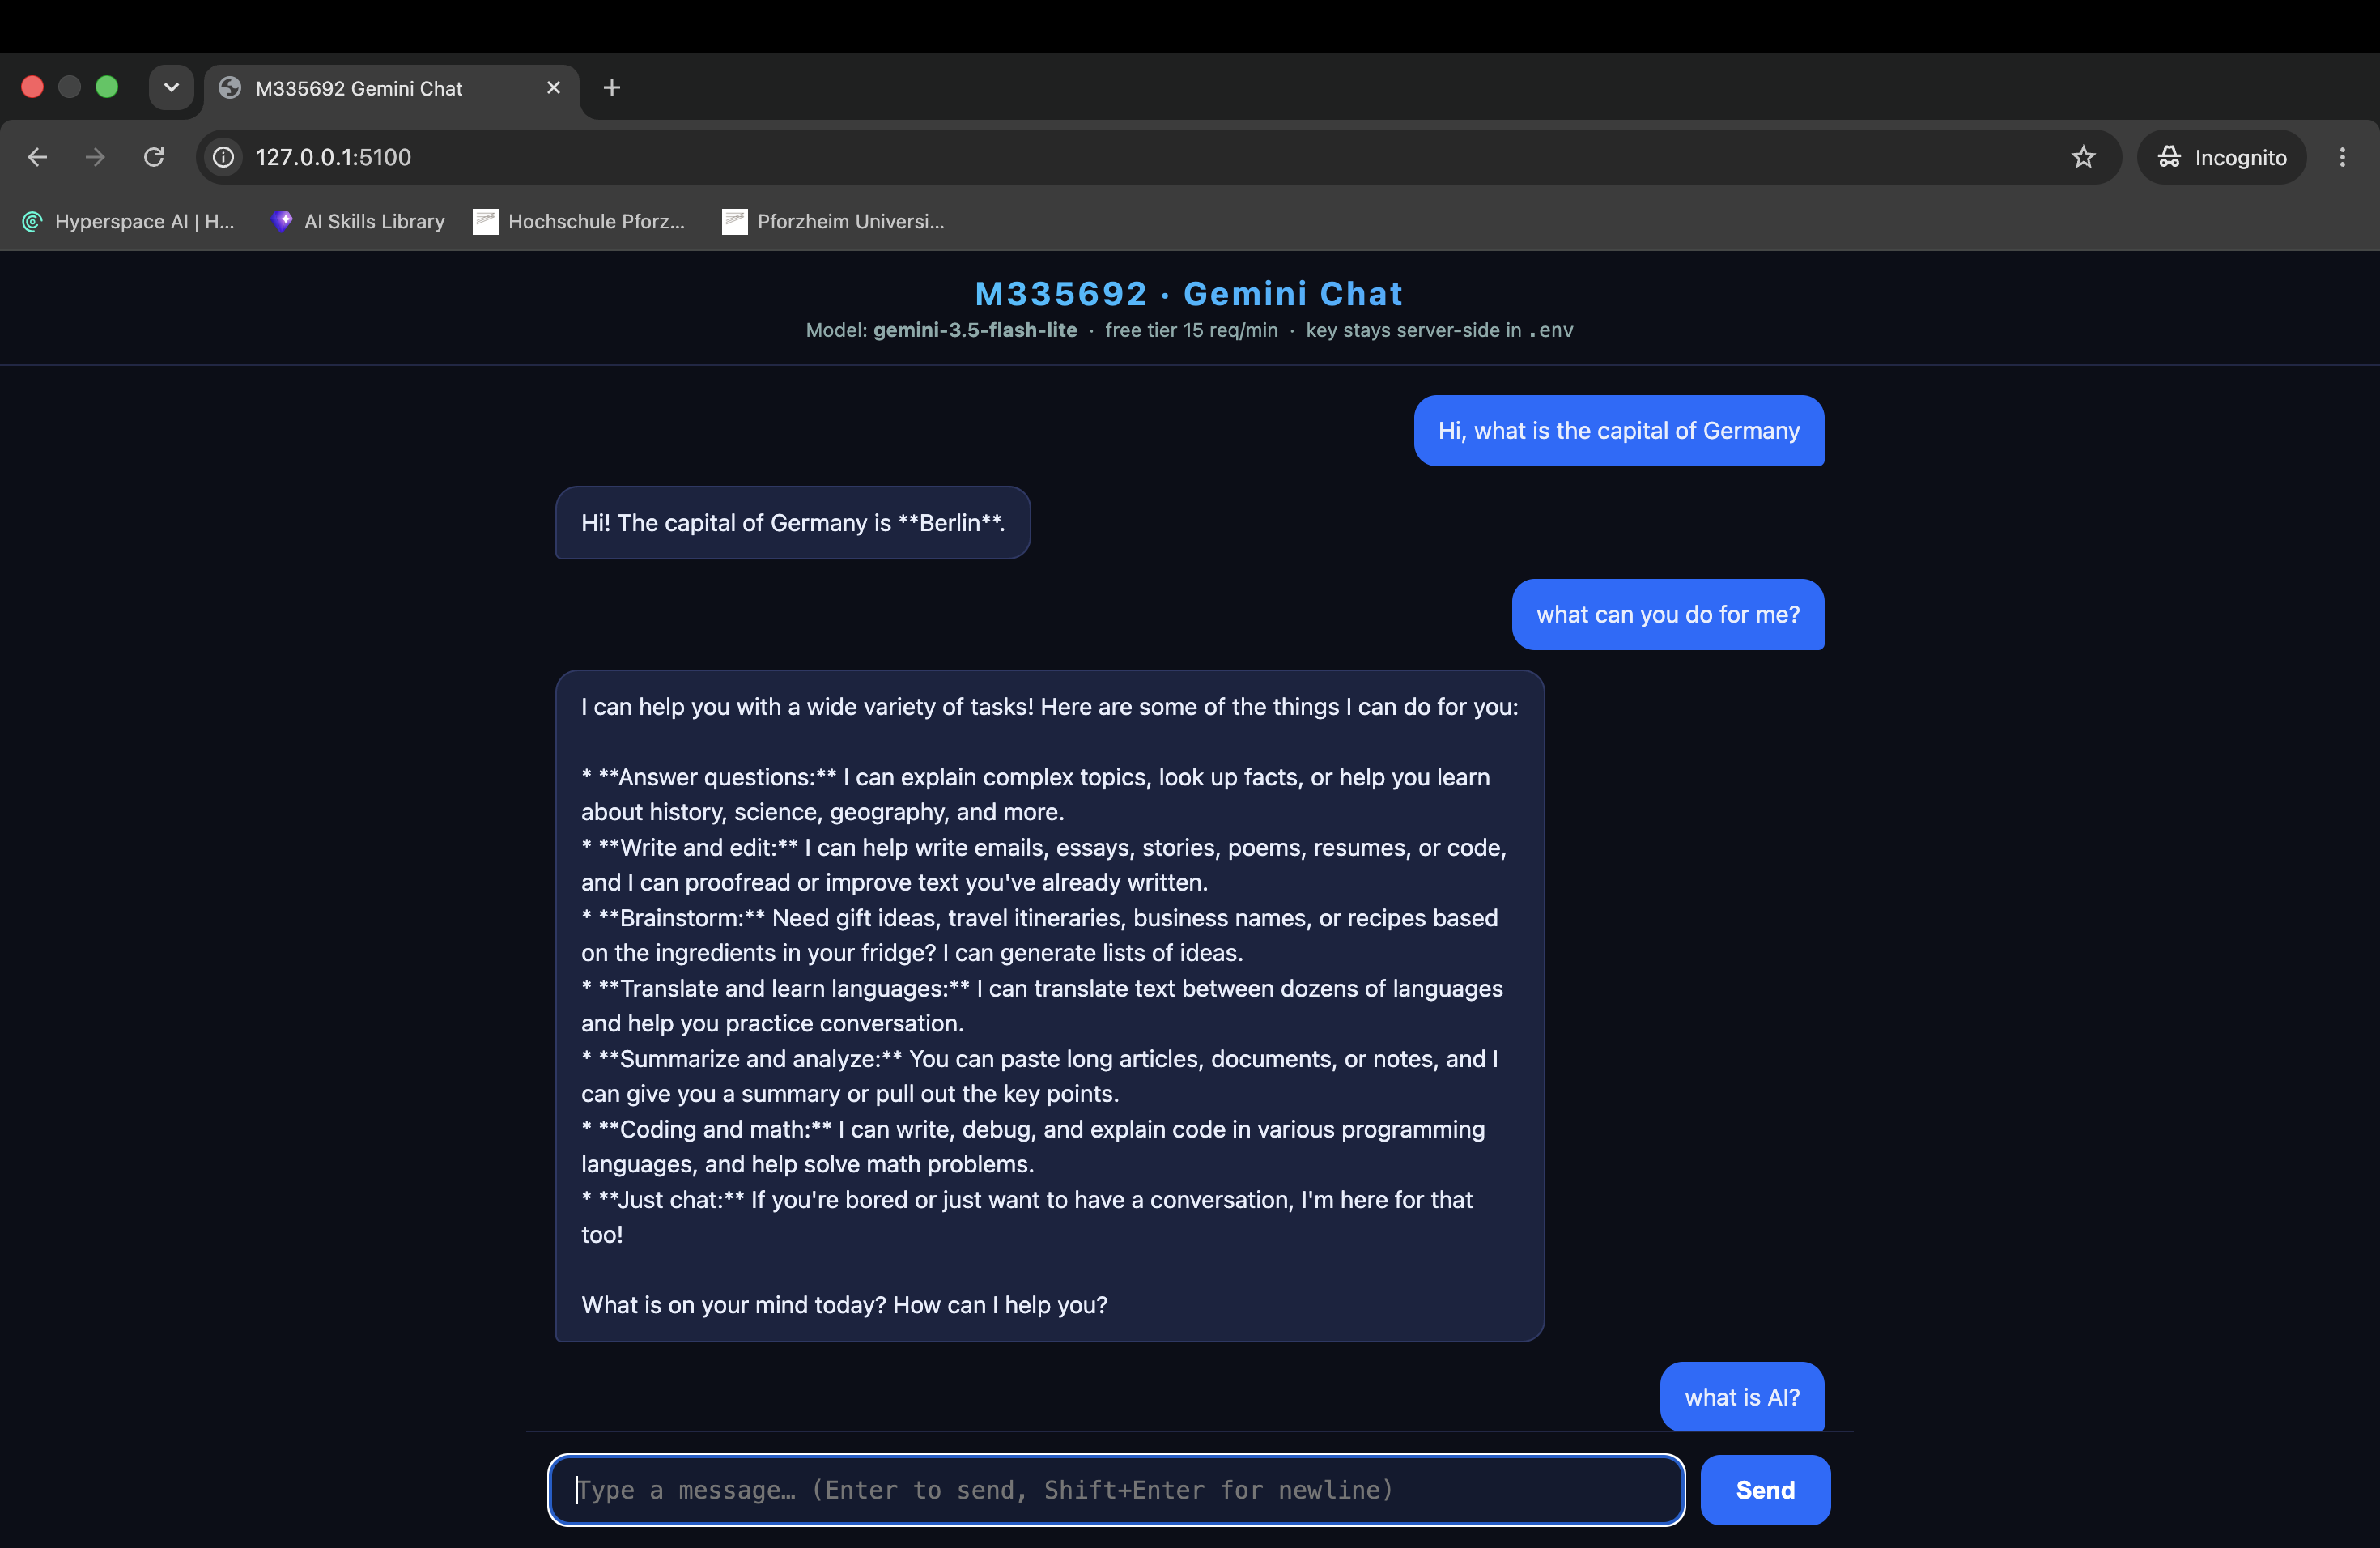 M335692 Gemini Chat
127.0.0.1:5100
Incognito
Hyperspace AI | H...
AI Skills Library
Hochschule Pforz...
Pforzheim Universi...
M335692 · Gemini Chat
Model: gemini-3.5-flash-lite · free tier 15 req/min · key stays server-side in .env
Hi, what is the capital of Germany
Hi! The capital of Germany is **Berlin**.
what can you do for me?
I can help you with a wide variety of tasks! Here are some of the things I can do for you:
* **Answer questions:** I can explain complex topics, look up facts, or help you learn
about history, science, geography, and more.
* **Write and edit:** I can help write emails, essays, stories, poems, resumes, or code,
and I can proofread or improve text you've already written.
* **Brainstorm:** Need gift ideas, travel itineraries, business names, or recipes based
on the ingredients in your fridge? I can generate lists of ideas.
* **Translate and learn languages:** I can translate text between dozens of languages
and help you practice conversation.
* **Summarize and analyze:** You can paste long articles, documents, or notes, and I
can give you a summary or pull out the key points.
* **Coding and math:** I can write, debug, and explain code in various programming
languages, and help solve math problems.
* **Just chat:** If you're bored or just want to have a conversation, I'm here for that
too!
What is on your mind today? How can I help you?
what is AI?
Type a message… (Enter to send, Shift+Enter for newline)
Send